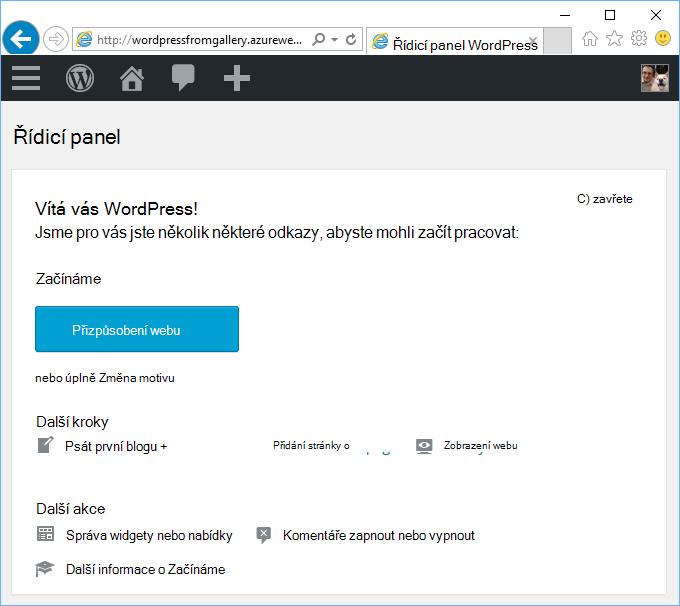 http://wordpressfromgallery.azurewe...
Řídicí panel WordPress
Řídicí panel
C) zavřete
Vítá vás WordPress!
Jsme pro vás jste několik některé odkazy, abyste mohli začít pracovat:
Začínáme
Přizpůsobení webu
nebo úplně Změna motivu
Další kroky
Psát první blogu + Přidání stránky o Zobrazení webu
Další akce
Správa widgety nebo nabídky Komentáře zapnout nebo vypnout
Další informace o Začínáme